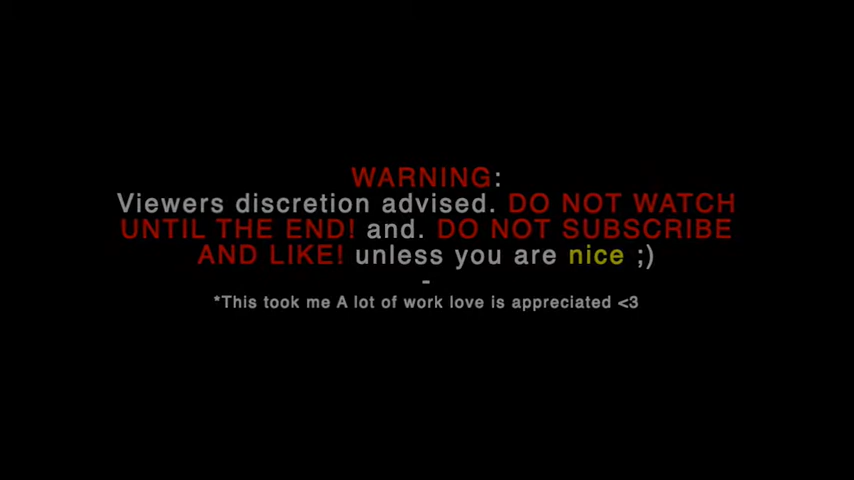 WARNING:
Viewers discretion advised. DO NOT WATCH
UNTIL THE END! and. DO NOT SUBSCRIBE
AND LIKE! unless you are nice ;)
-
*This took me A lot of work love is appreciated <3